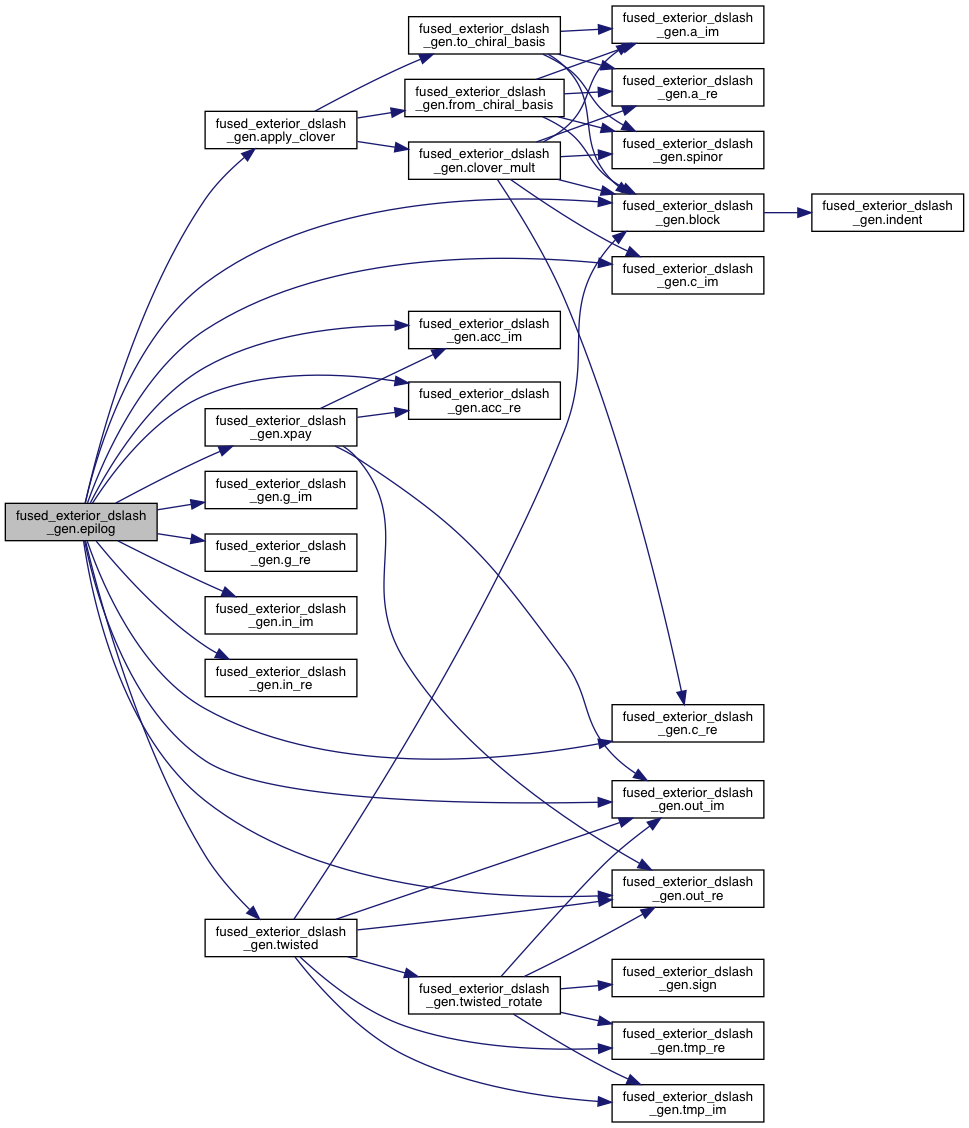 fused_exterior_dslash
_gen.epilog
fused_exterior_dslash
_gen.apply_clover
fused_exterior_dslash
_gen.xpay
fused_exterior_dslash
_gen.g_im
fused_exterior_dslash
_gen.g_re
fused_exterior_dslash
_gen.in_im
fused_exterior_dslash
_gen.in_re
fused_exterior_dslash
_gen.twisted
fused_exterior_dslash
_gen.to_chiral_basis
fused_exterior_dslash
_gen.from_chiral_basis
fused_exterior_dslash
_gen.clover_mult
fused_exterior_dslash
_gen.acc_im
fused_exterior_dslash
_gen.acc_re
fused_exterior_dslash
_gen.twisted_rotate
fused_exterior_dslash
_gen.a_im
fused_exterior_dslash
_gen.a_re
fused_exterior_dslash
_gen.spinor
fused_exterior_dslash
_gen.block
fused_exterior_dslash
_gen.c_im
fused_exterior_dslash
_gen.c_re
fused_exterior_dslash
_gen.out_im
fused_exterior_dslash
_gen.out_re
fused_exterior_dslash
_gen.sign
fused_exterior_dslash
_gen.tmp_re
fused_exterior_dslash
_gen.tmp_im
fused_exterior_dslash
_gen.indent